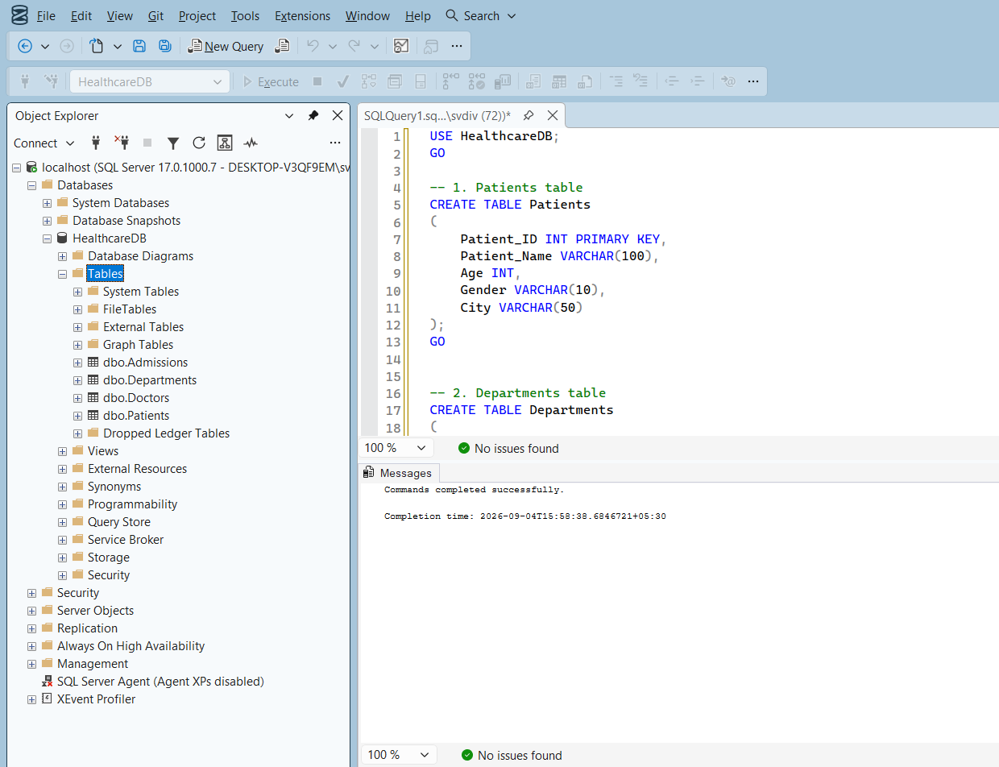 File Edit View Git Project Tools Extensions Window Help Search
New Query
HealthcareDB Execute
Object Explorer
Connect
localhost (SQL Server 17.0.1000.7 - DESKTOP-V3QF9EM\sv
Databases
System Databases
Database Snapshots
HealthcareDB
Database Diagrams
Tables
System Tables
FileTables
External Tables
Graph Tables
dbo.Admissions
dbo.Departments
dbo.Doctors
dbo.Patients
Dropped Ledger Tables
Views
External Resources
Synonyms
Programmability
Query Store
Service Broker
Storage
Security
Security
Server Objects
Replication
Always On High Availability
Management
SQL Server Agent (Agent XPs disabled)
XEvent Profiler
SQLQuery1.sq...\svdiv (72))*
1 USE HealthcareDB;
2 GO
3
4 -- 1. Patients table
5 CREATE TABLE Patients
6 (
7 Patient_ID INT PRIMARY KEY,
8 Patient_Name VARCHAR(100),
9 Age INT,
10 Gender VARCHAR(10),
11 City VARCHAR(50)
12 );
13 GO
14
15
16 -- 2. Departments table
17 CREATE TABLE Departments
18 (
100 % No issues found
Messages
Commands completed successfully.
Completion time: 2026-09-04T15:58:38.6846721+05:30
100 % No issues found